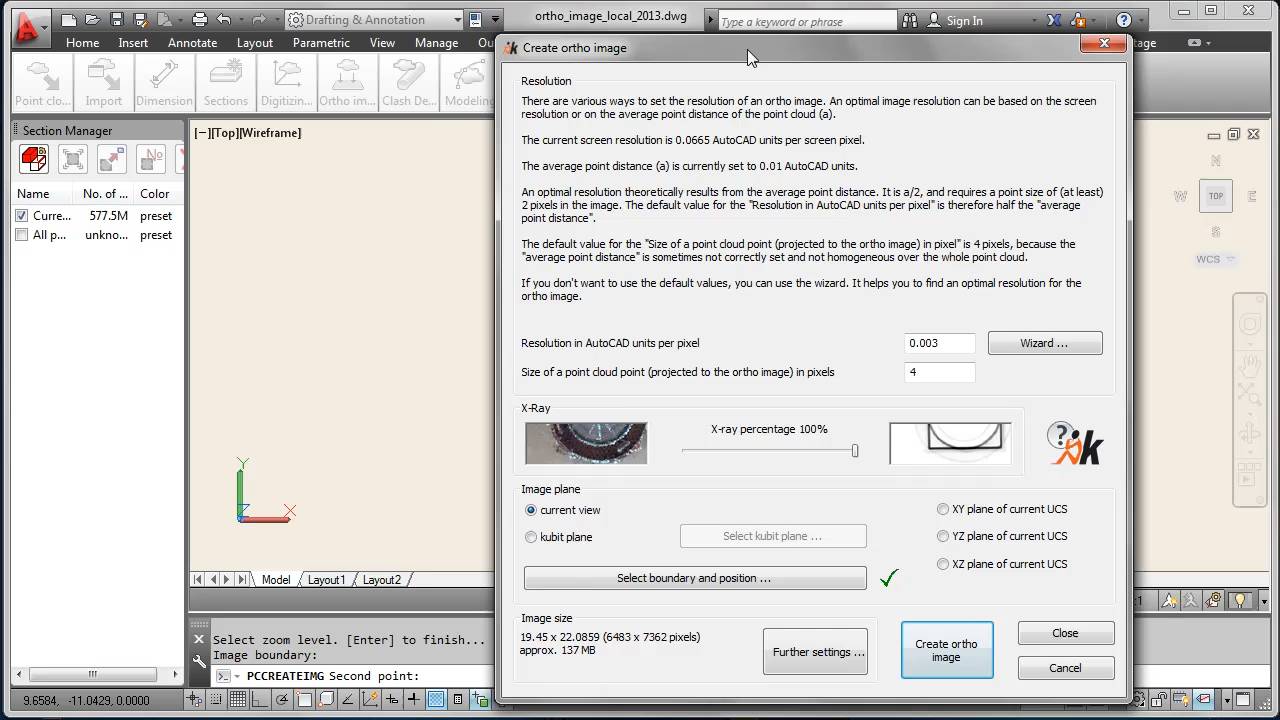 Drafting & Annotation
ortho_image_local_2013.dwg
Type a keyword or phrase
Sign In
Home
Insert
Annotate
Layout
Parametric
View
Manage
Ou
tage
Point clo...
Import
Dimension
Sections
Digitizin...
Ortho im...
Clash De...
Modeling
Section Manager
Name
No. of ...
Color
Curre...
577.5M
preset
All p...
unkno...
preset
[−][Top][Wireframe]
Y
X
Z
Model
Layout1
Layout2
N
W
TOP
E
S
WCS
:1
Create ortho image
Resolution
There are various ways to set the resolution of an ortho image. An optimal image resolution can be based on the screen
resolution or on the average point distance of the point cloud (a).
The current screen resolution is 0.0665 AutoCAD units per screen pixel.
The average point distance (a) is currently set to 0.01 AutoCAD units.
An optimal resolution theoretically results from the average point distance. It is a/2, and requires a point size of (at least)
2 pixels in the image. The default value for the "Resolution in AutoCAD units per pixel" is therefore half the "average
point distance".
The default value for the "Size of a point cloud point (projected to the ortho image) in pixel" is 4 pixels, because the
"average point distance" is sometimes not correctly set and not homogeneous over the whole point cloud.
If you don't want to use the default values, you can use the wizard. It helps you to find an optimal resolution for the
ortho image.
Resolution in AutoCAD units per pixel
0.003
Wizard ...
Size of a point cloud point (projected to the ortho image) in pixels
4
X-Ray
X-ray percentage 100%
?
Image plane
current view
kubit plane
Select kubit plane ...
XY plane of current UCS
YZ plane of current UCS
XZ plane of current UCS
Select boundary and position ...
Image size
19.45 x 22.0859 (6483 x 7362 pixels)
approx. 137 MB
Further settings ...
Create ortho
image
Close
Cancel
Select zoom level. [Enter] to finish...
Image boundary:
PCCREATEIMG Second point:
9.6584, -11.0429, 0.0000